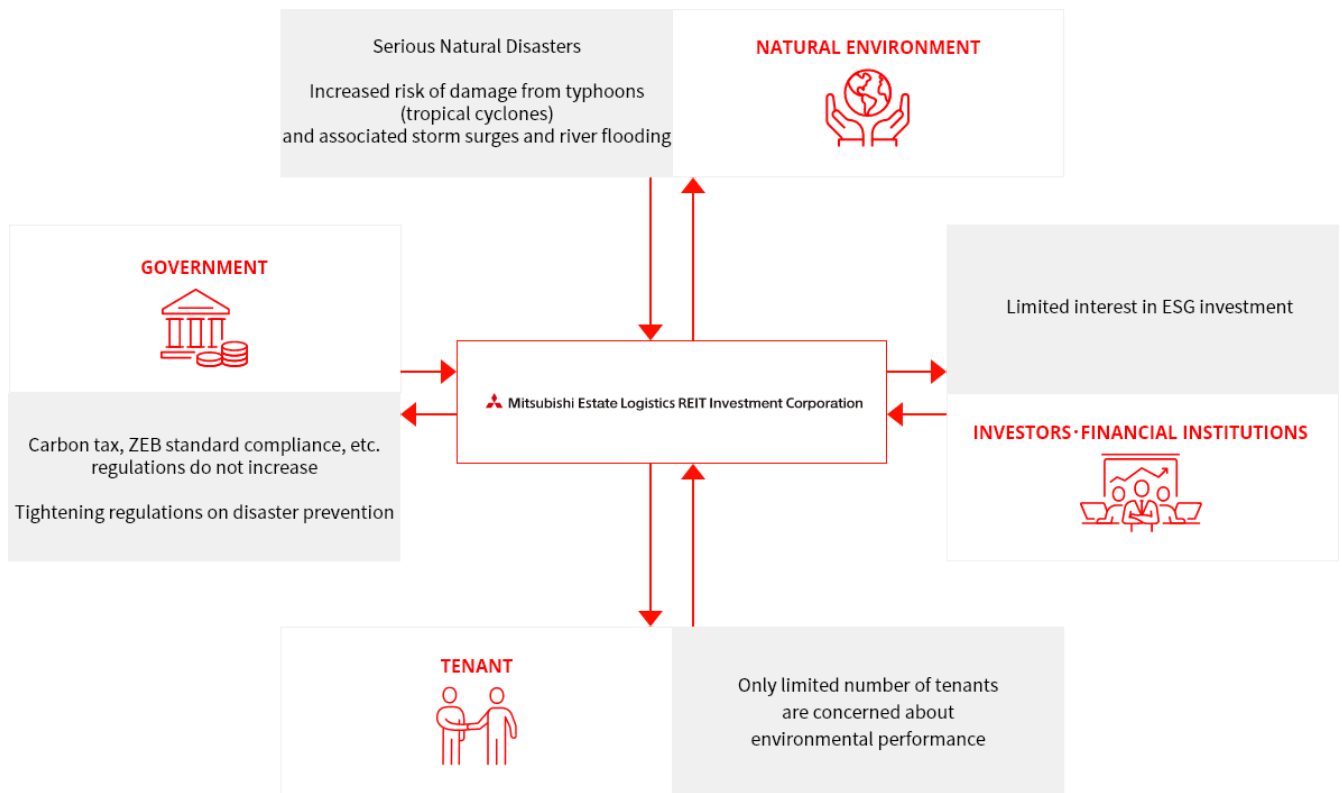 Serious Natural Disasters
Increased risk of damage from typhoons
(tropical cyclones)
and associated storm surges and river flooding
NATURAL ENVIRONMENT
GOVERNMENT
Carbon tax, ZEB standard compliance, etc.
regulations do not increase
Tightening regulations on disaster prevention
Mitsubishi Estate Logistics REIT Investment Corporation
Limited interest in ESG investment
INVESTORS・FINANCIAL INSTITUTIONS
TENANT
Only limited number of tenants
are concerned about
environmental performance